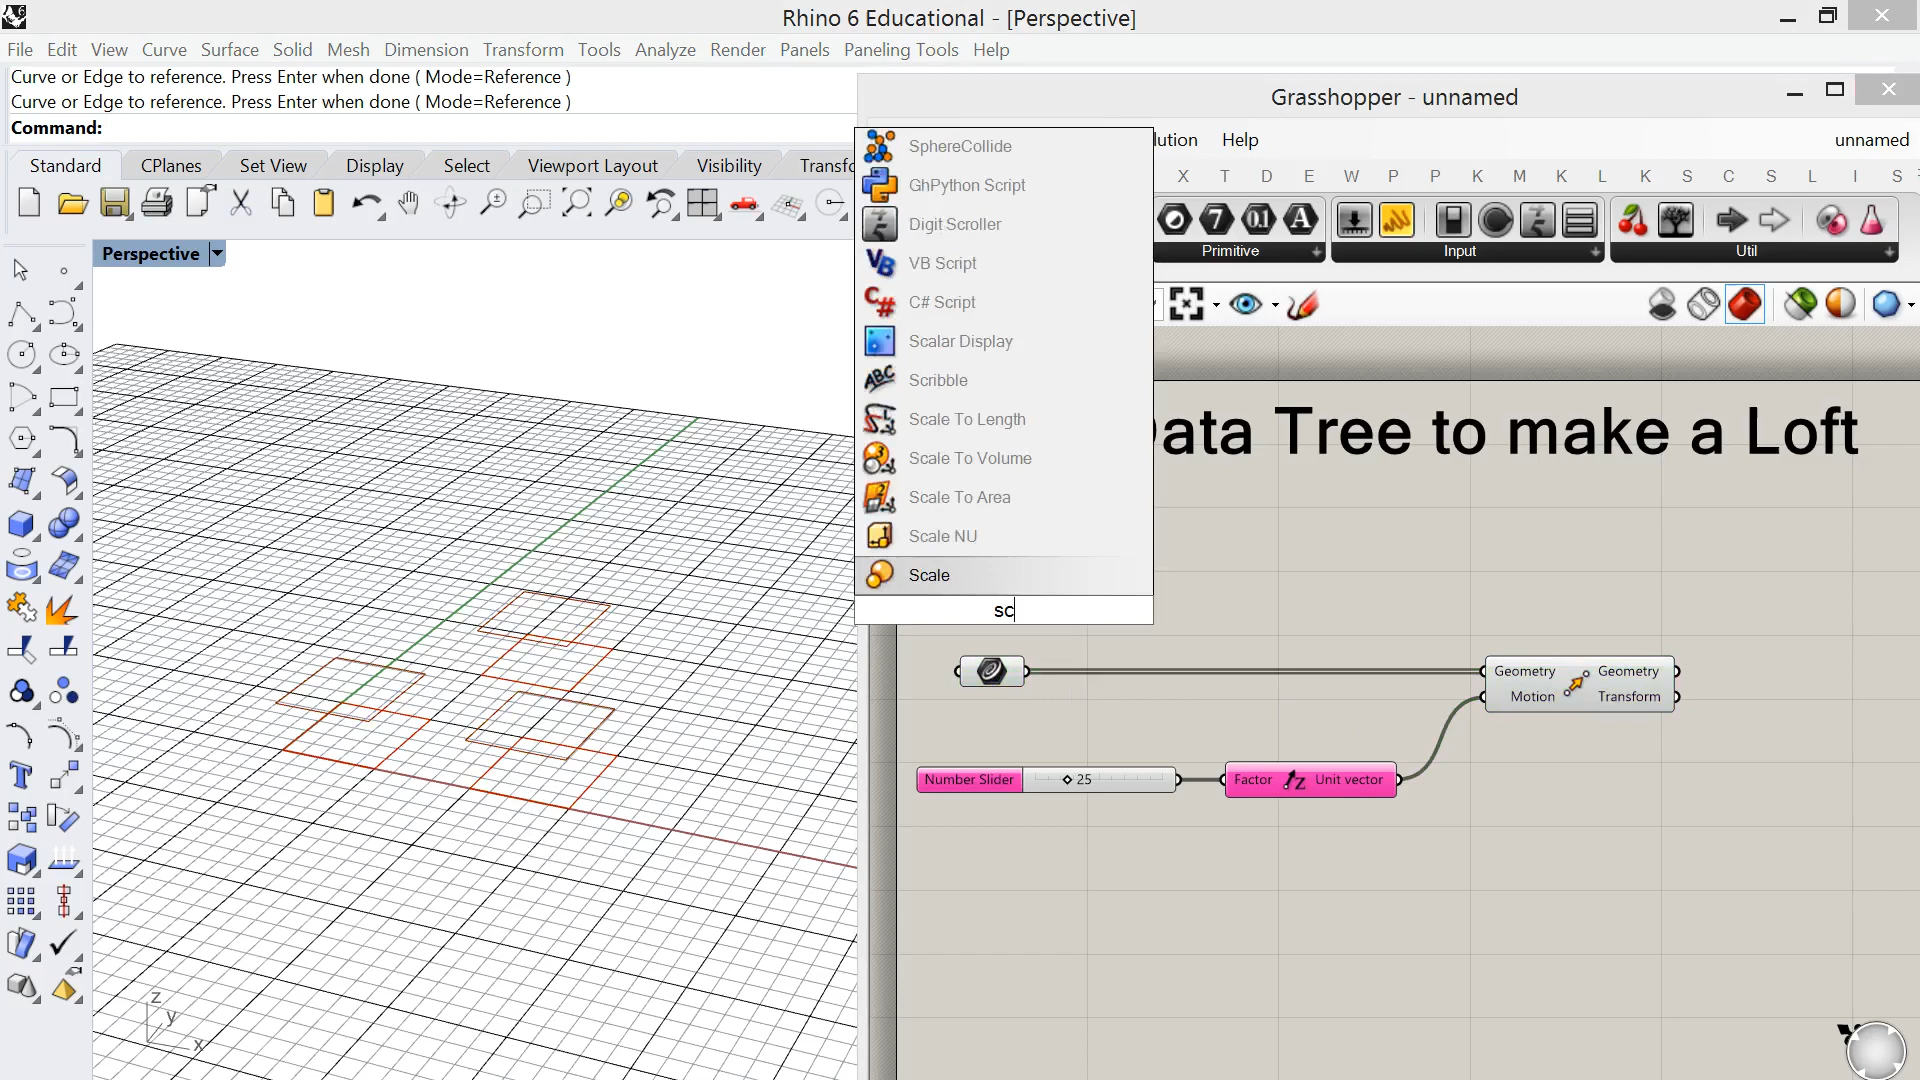 Rhino 6 Educational - [Perspective]
File Edit View Curve Surface Solid Mesh Dimension Transform Tools Analyze Render Panels Paneling Tools Help
Curve or Edge to reference. Press Enter when done ( Mode=Reference )
Curve or Edge to reference. Press Enter when done ( Mode=Reference )
Command:
Standard CPlanes Set View Display Select Viewport Layout Visibility Transfo
Perspective
z
y
x
Grasshopper - unnamed
lution Help unnamed
X T D E W P P K M K L K S C S L I S
Primitive Input Util
SphereCollide
GhPython Script
Digit Scroller
VB Script
C# Script
Scalar Display
Scribble
Scale To Length
Scale To Volume
Scale To Area
Scale NU
Scale
sc
Data Tree to make a Loft
Geometry Geometry
Motion Transform
Number Slider 25
Factor Z Unit vector